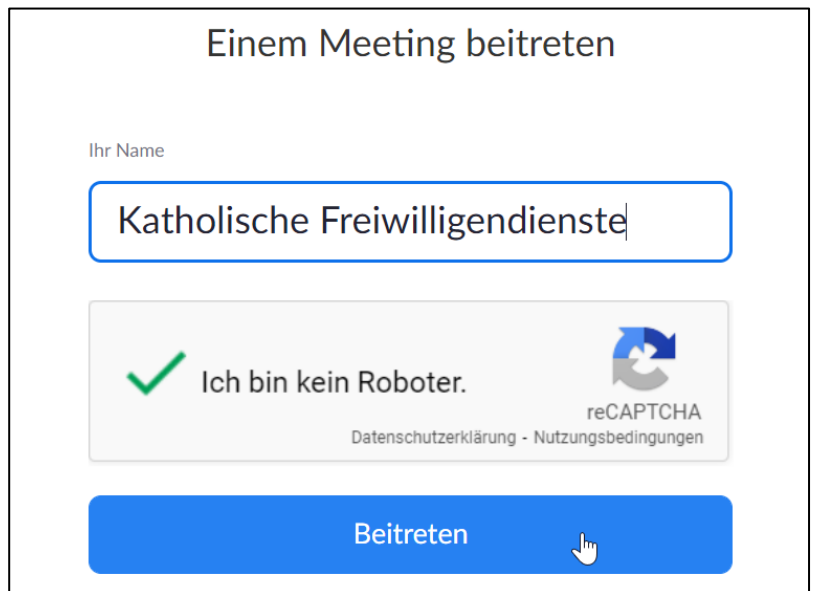 Einem Meeting beitreten
Ihr Name
Katholische Freiwilligendienste
Ich bin kein Roboter.
reCAPTCHA
Datenschutzerklärung - Nutzungsbedingungen
Beitreten